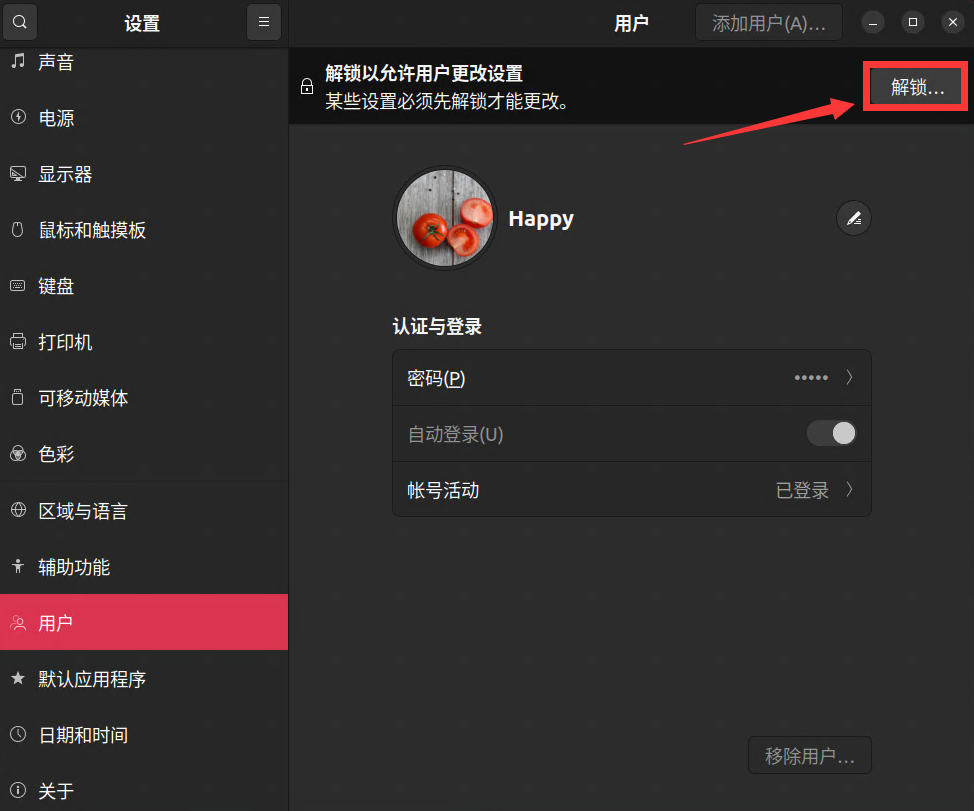 设置
用户
添加用户(A)...
声音
电源
显示器
鼠标和触摸板
键盘
打印机
可移动媒体
色彩
区域与语言
辅助功能
用户
默认应用程序
日期和时间
关于
解锁以允许用户更改设置
某些设置必须先解锁才能更改。
解锁...
Happy
认证与登录
密码(P) •••••
自动登录(U)
帐号活动 已登录
移除用户...